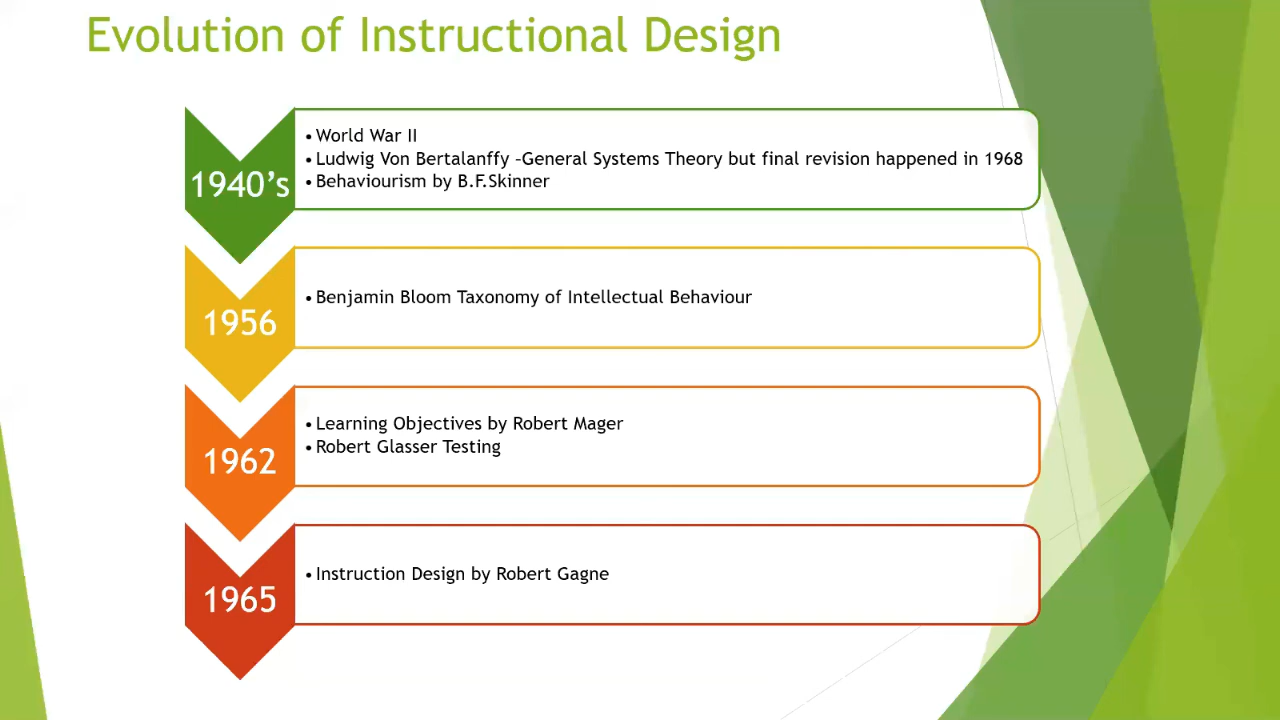 Evolution of Instructional Design
1940’s
•World War II
•Ludwig Von Bertalanffy –General Systems Theory but final revision happened in 1968
•Behaviourism by B.F.Skinner
1956
•Benjamin Bloom Taxonomy of Intellectual Behaviour
1962
•Learning Objectives by Robert Mager
•Robert Glasser Testing
1965
•Instruction Design by Robert Gagne